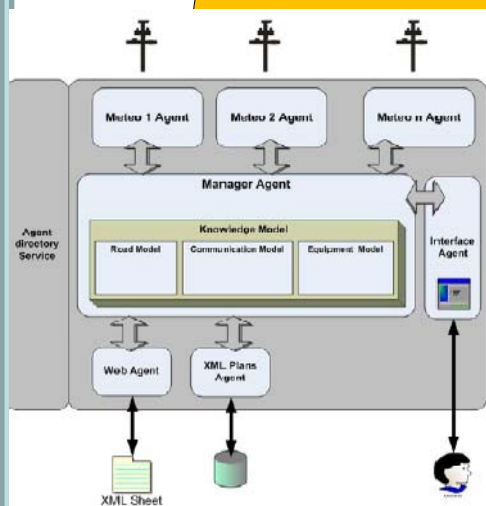 Meteo 1 Agent
Meteo 2 Agent
Meteo n Agent
Manager Agent
Knowledge Model
Road Model
Communication Model
Equipment Model
Agent
directory
Service
Interface
Agent
Web Agent
XML Plans
Agent
XML Sheet